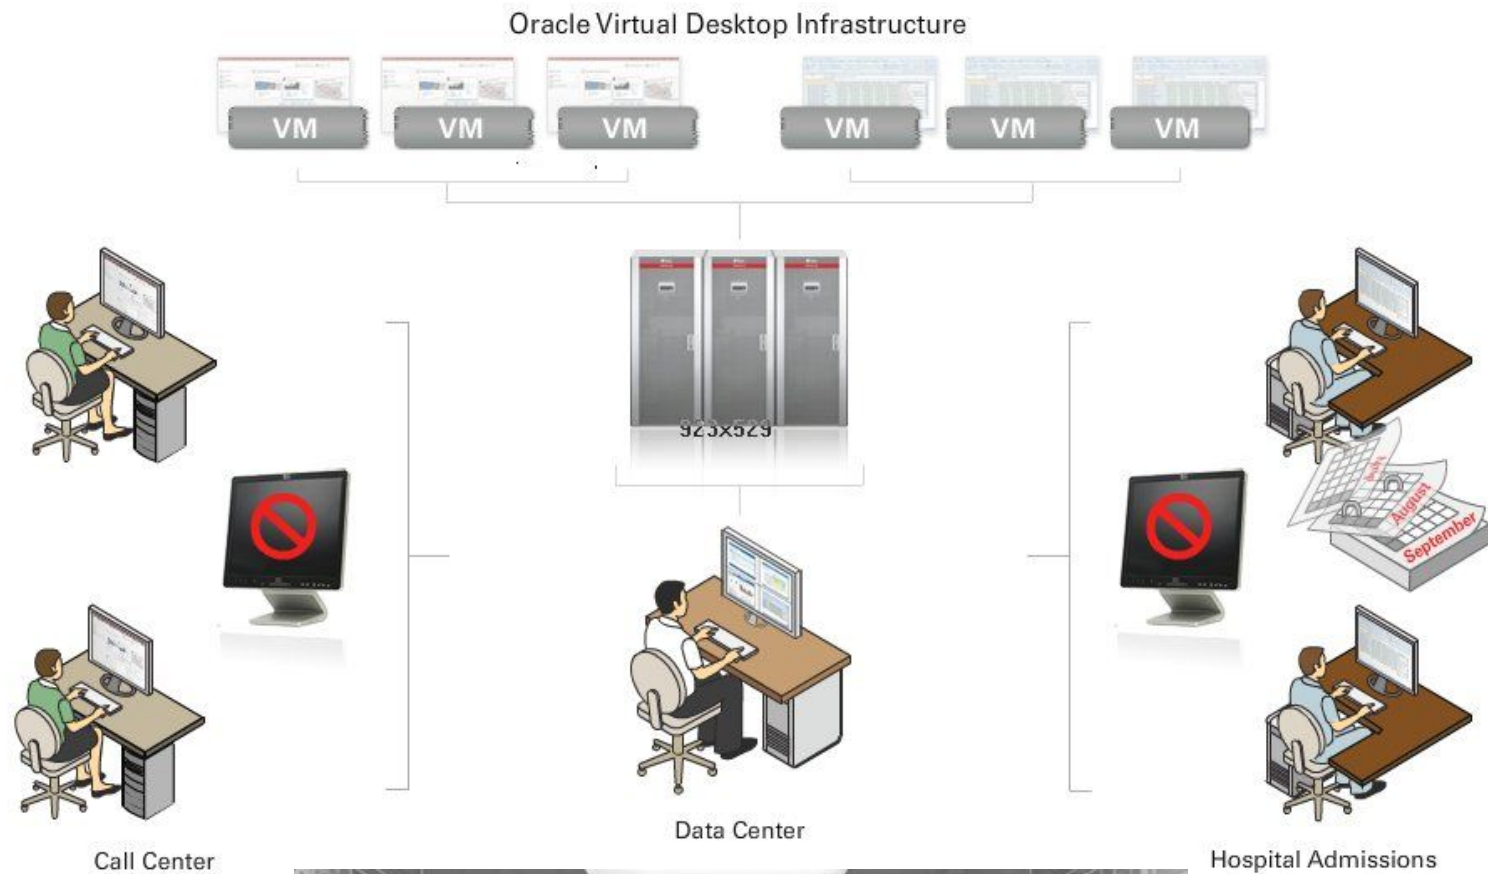 Oracle Virtual Desktop Infrastructure
VM
VM
VM
VM
VM
VM
923x529
August
September
Data Center
Call Center
Hospital Admissions